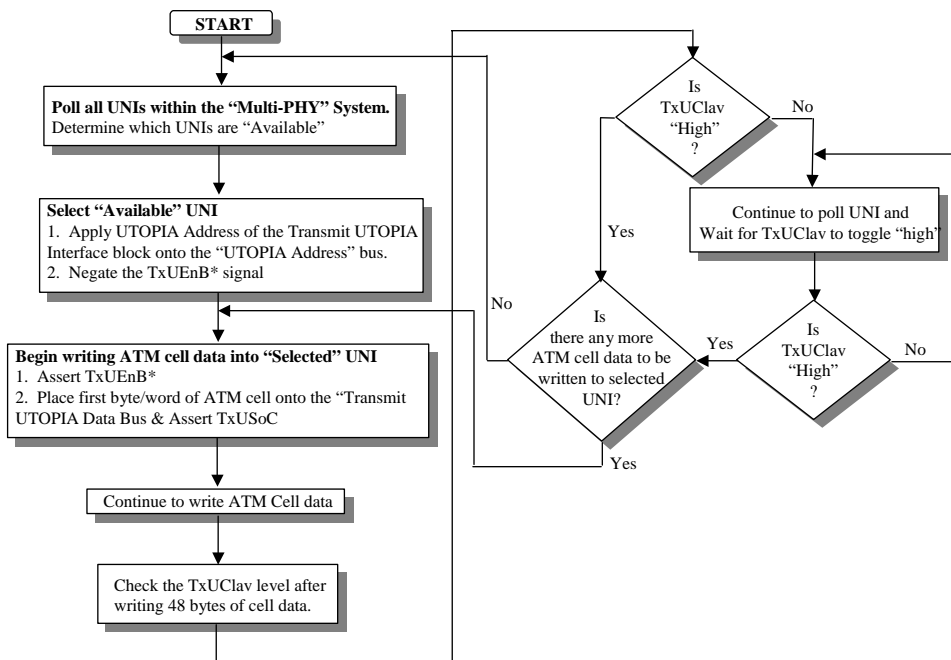 START
Poll all UNIs within the “Multi-PHY” System.
Determine which UNIs are “Available”
Select “Available” UNI
1. Apply UTOPIA Address of the Transmit UTOPIA
Interface block onto the “UTOPIA Address” bus.
2. Negate the TxUEnB* signal
Begin writing ATM cell data into “Selected” UNI
1. Assert TxUEnB*
2. Place first byte/word of ATM cell onto the “Transmit
UTOPIA Data Bus & Assert TxUSoC
Continue to write ATM Cell data
Check the TxUClav level after
writing 48 bytes of cell data.
Is
TxUClav
“High”
?
No
Yes
Continue to poll UNI and
Wait for TxUClav to toggle “high”
Is
TxUClav
“High”
?
No
Yes
Is
there any more
ATM cell data to be
written to selected
UNI?
No
Yes